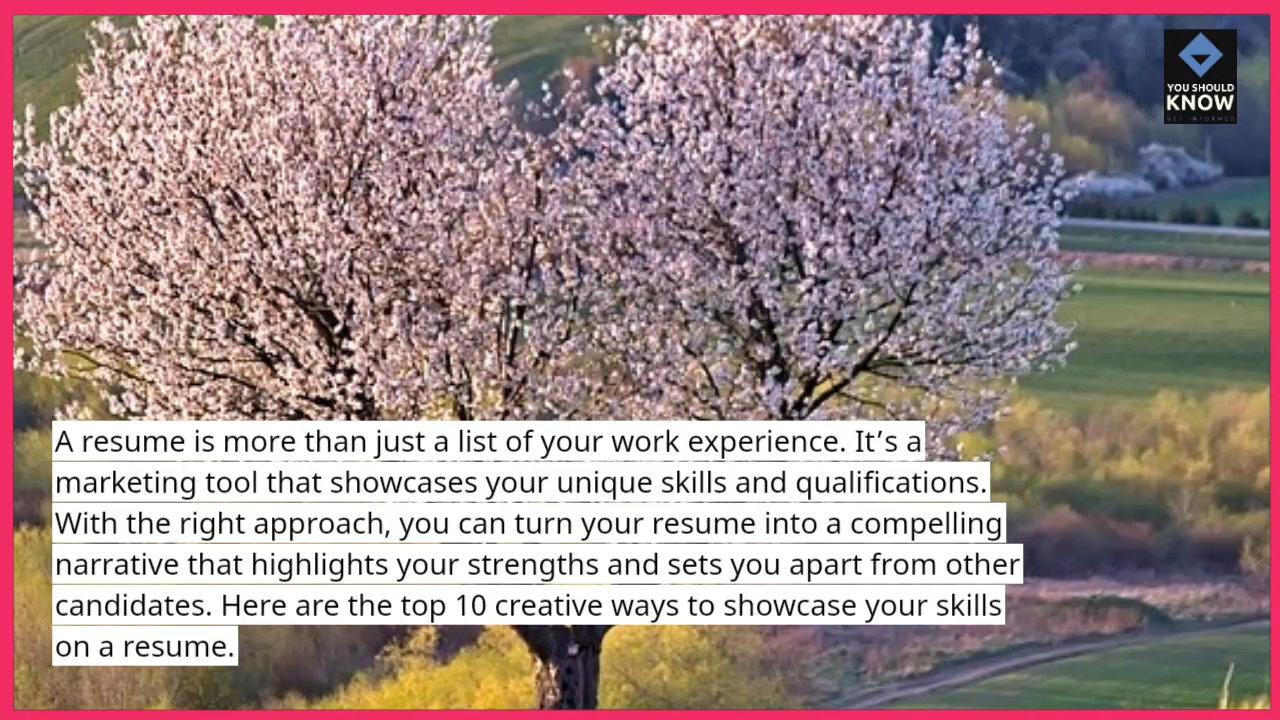 YOU SHOULD
KNOW
GET INFORMED
A resume is more than just a list of your work experience. It’s a
marketing tool that showcases your unique skills and qualifications.
With the right approach, you can turn your resume into a compelling
narrative that highlights your strengths and sets you apart from other
candidates. Here are the top 10 creative ways to showcase your skills
on a resume.